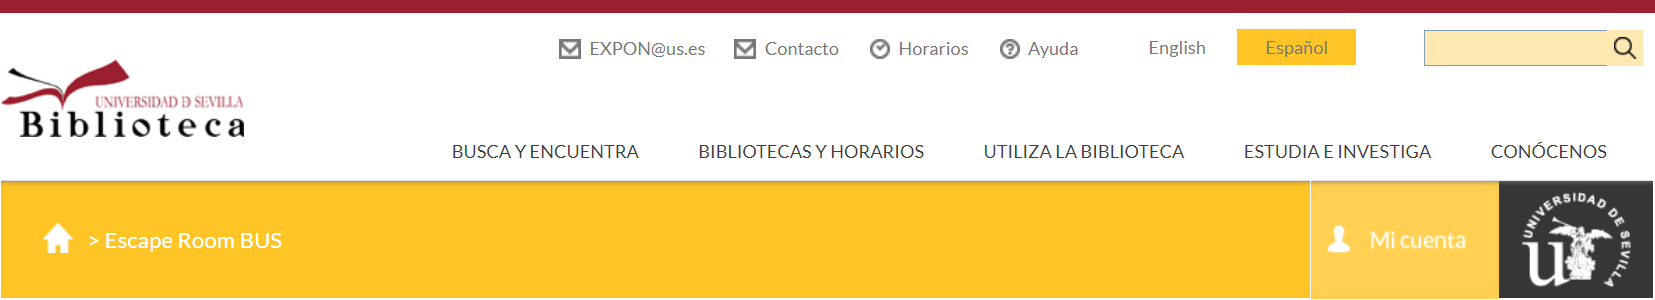 EXPON@us.es Contacto Horarios Ayuda English Español
UNIVERSIDAD D SEVILLA
Biblioteca
BUSCA Y ENCUENTRA BIBLIOTECAS Y HORARIOS UTILIZA LA BIBLIOTECA ESTUDIA E INVESTIGA CONÓCENOS
> Escape Room BUS
Mi cuenta
UNIVERSIDAD DE SEVILLA
us